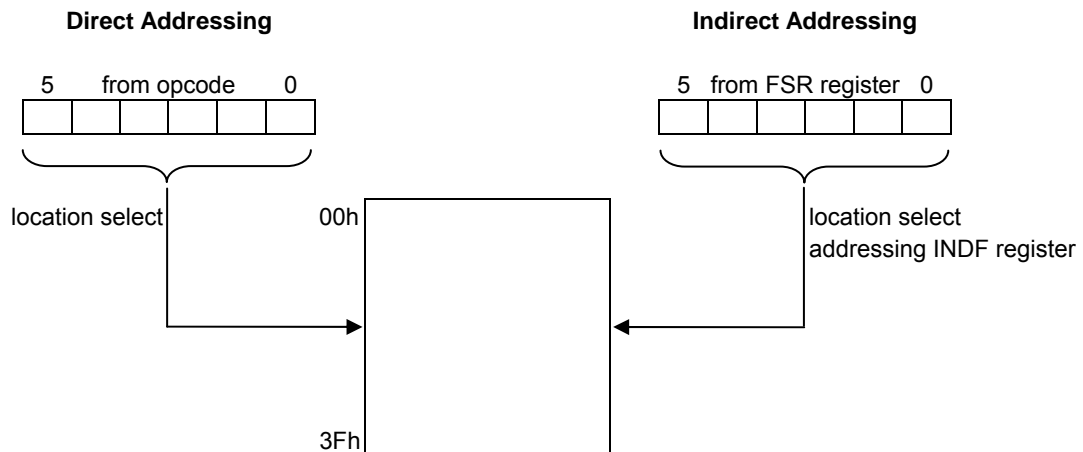 Direct Addressing
Indirect Addressing
5 from opcode 0
5 from FSR register 0
location select
00h
location select
addressing INDF register
3Fh